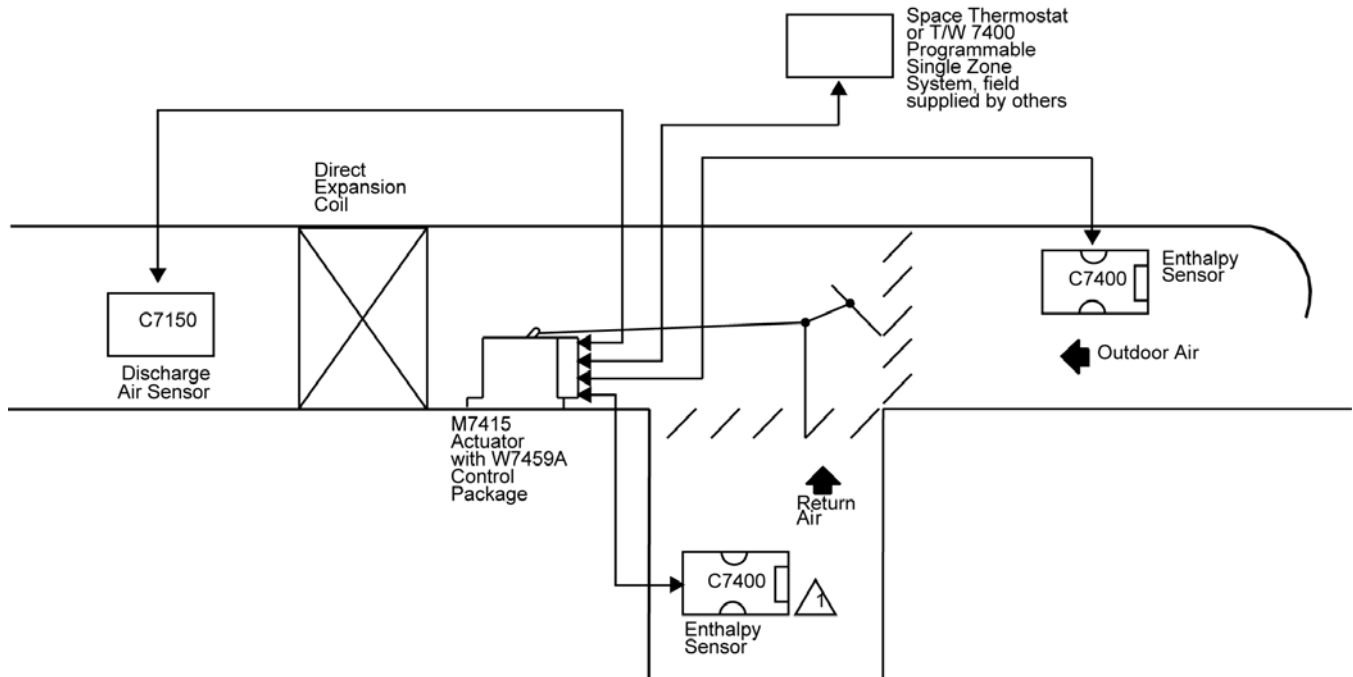 Space Thermostat
or T/W 7400
Programmable
Single Zone
System, field
supplied by others
Direct
Expansion
Coil
C7150
Discharge
Air Sensor
M7415
Actuator
with W7459A
Control
Package
C7400
Enthalpy
Sensor
Outdoor Air
Return
Air
C7400
1
Enthalpy
Sensor